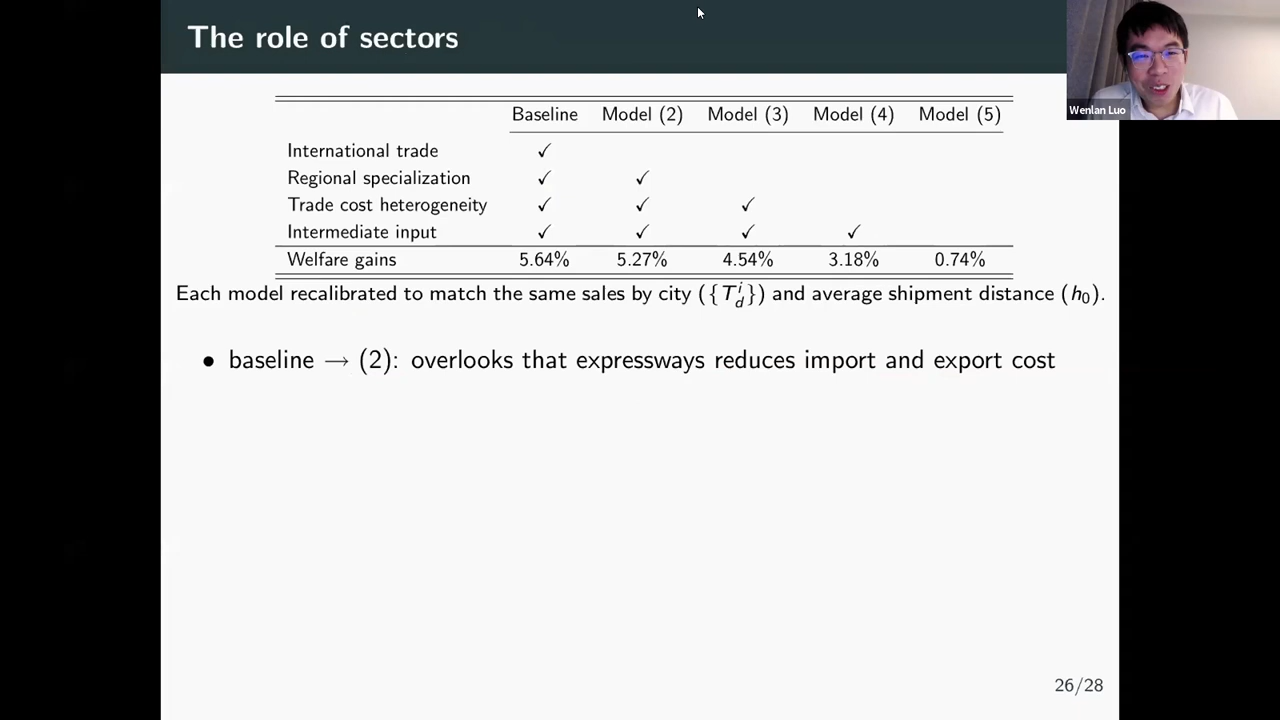 The role of sectors
Wenlan Luo
Baseline Model (2) Model (3) Model (4) Model (5)
International trade ✓
Regional specialization ✓ ✓
Trade cost heterogeneity ✓ ✓ ✓
Intermediate input ✓ ✓ ✓ ✓
Welfare gains 5.64% 5.27% 4.54% 3.18% 0.74%
Each model recalibrated to match the same sales by city ({T_d^i}) and average shipment distance (h_0).
• baseline → (2): overlooks that expressways reduces import and export cost
26/28